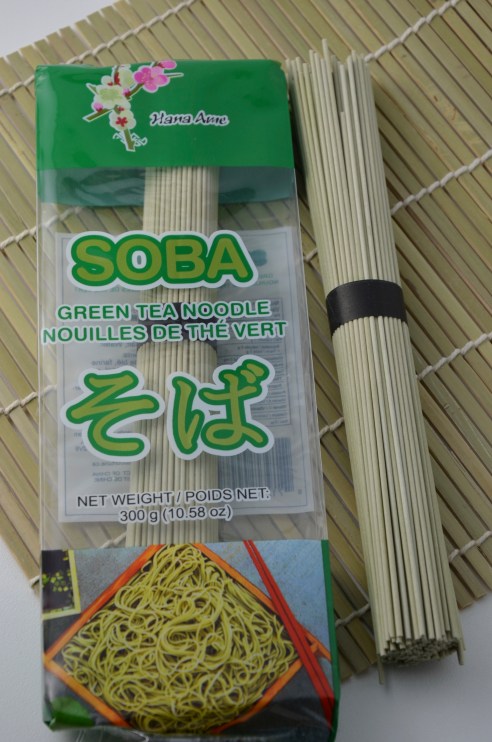 Hana Ame
SOBA
GREEN TEA NOODLE
NOUILLES DE THÉ VERT
そば
NET WEIGHT / POIDS NET:
300 g (10.58 oz)